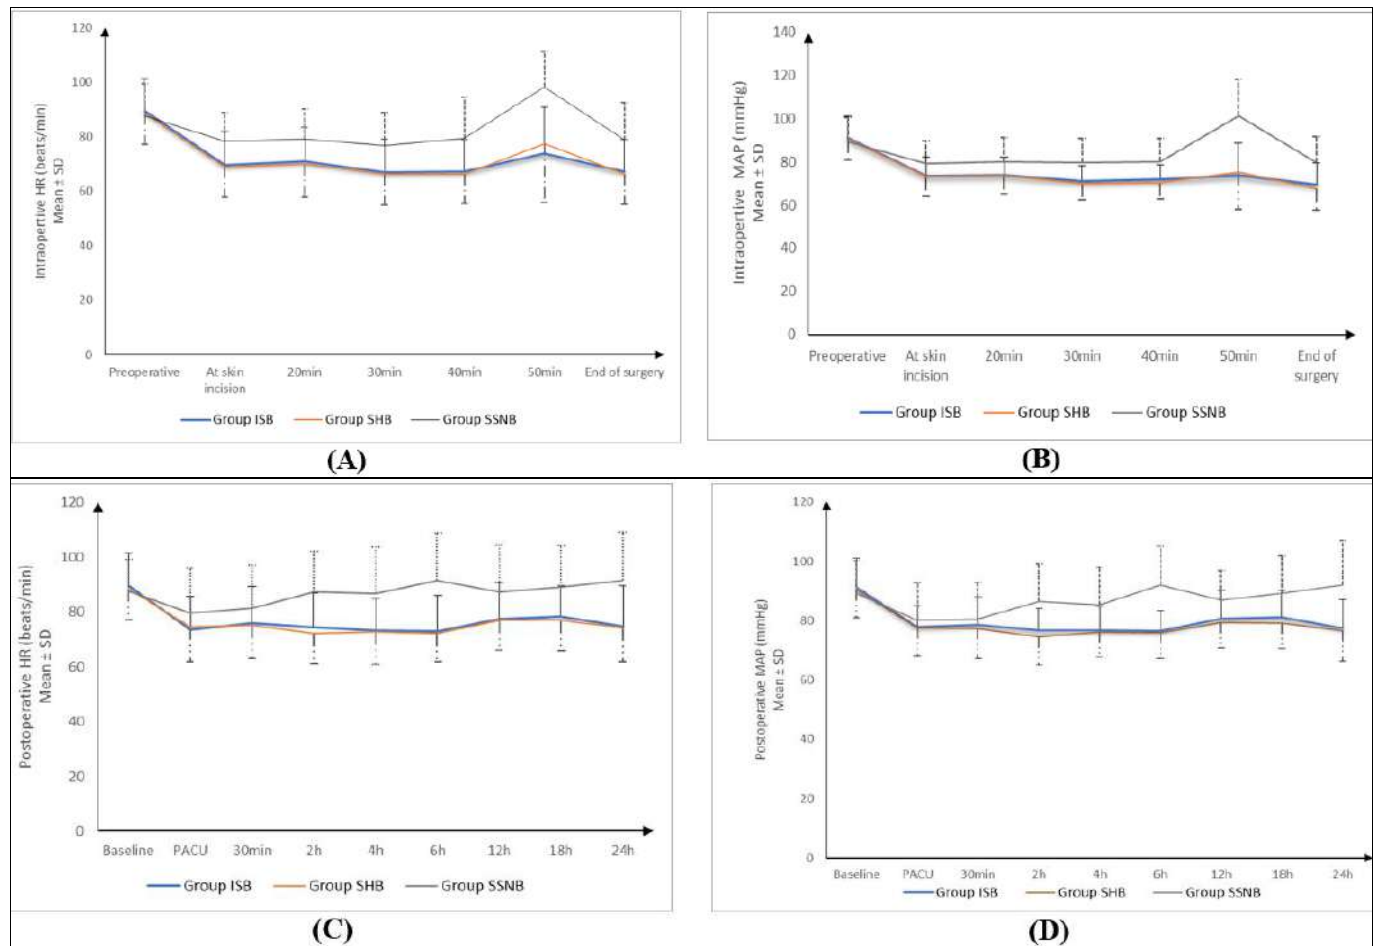 120
100
80
60
40
20
0
Intraopertive HR (beats/min)
Mean ± SD
Preoperative At skin incision 20min 30min 40min 50min End of surgery
Group ISB Group SHB Group SSNB
(A)
140
120
100
80
60
40
20
0
Intraopertive MAP (mmHg)
Mean ± SD
Preoperative At skin incision 20min 30min 40min 50min End of surgery
Group ISB Group SHB Group SSNB
(B)
120
100
80
60
40
20
0
Postoperative HR (beats/min)
Mean ± SD
Baseline PACU 30min 2h 4h 6h 12h 18h 24h
Group ISB Group SHB Group SSNB
(C)
120
100
80
60
40
20
0
Postoperative MAP (mmHg)
Mean ± SD
Baseline PACU 30min 2h 4h 6h 12h 18h 24h
Group ISB Group SHB Group SSNB
(D)